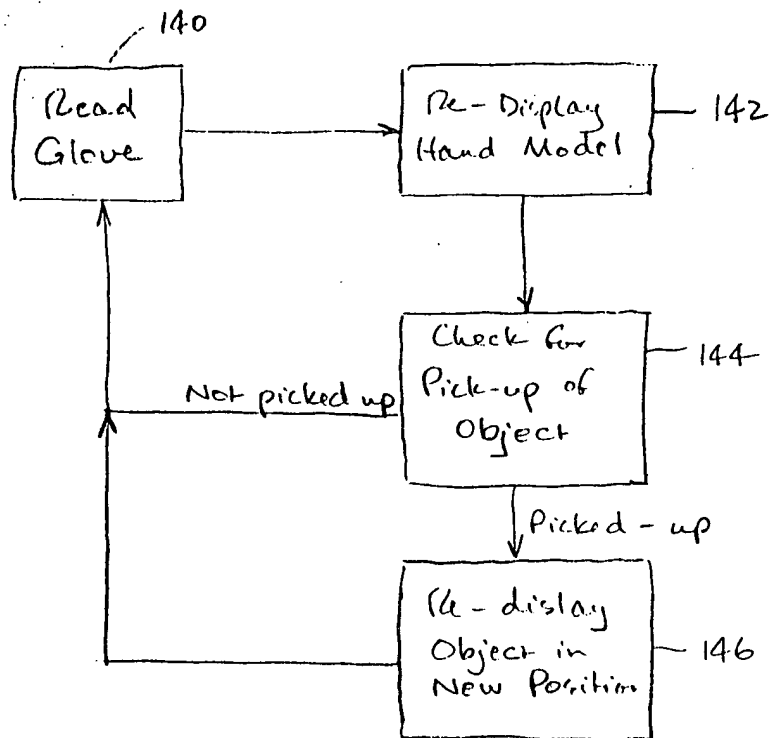 140
Read
Glove
Re-Display
Hand Model
142
Check for
Pick-up of
Object
144
Not picked up
Picked-up
Re-dislay
Object in
New Position
146